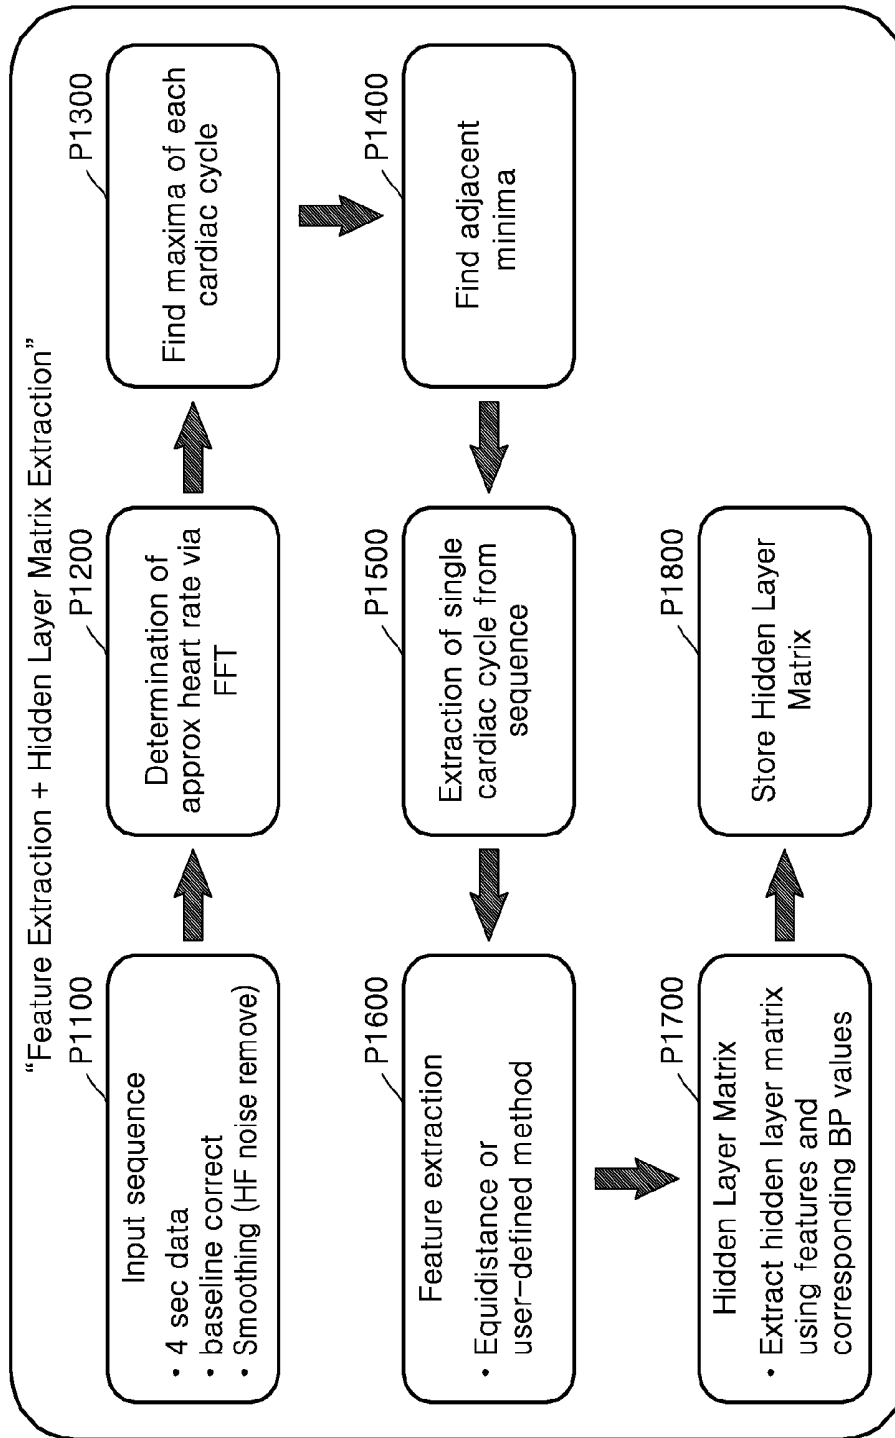 “Feature Extraction + Hidden Layer Matrix Extraction”
P1100
Input sequence
• 4 sec data
• baseline correct
• Smoothing (HF noise remove)
P1200
Determination of
approx heart rate via
FFT
P1300
Find maxima of each
cardiac cycle
P1400
Find adjacent
minima
P1500
Extraction of single
cardiac cycle from
sequence
P1600
Feature extraction
• Equidistance or
user-defined method
P1700
Hidden Layer Matrix
• Extract hidden layer matrix
using features and
corresponding BP values
P1800
Store Hidden Layer
Matrix